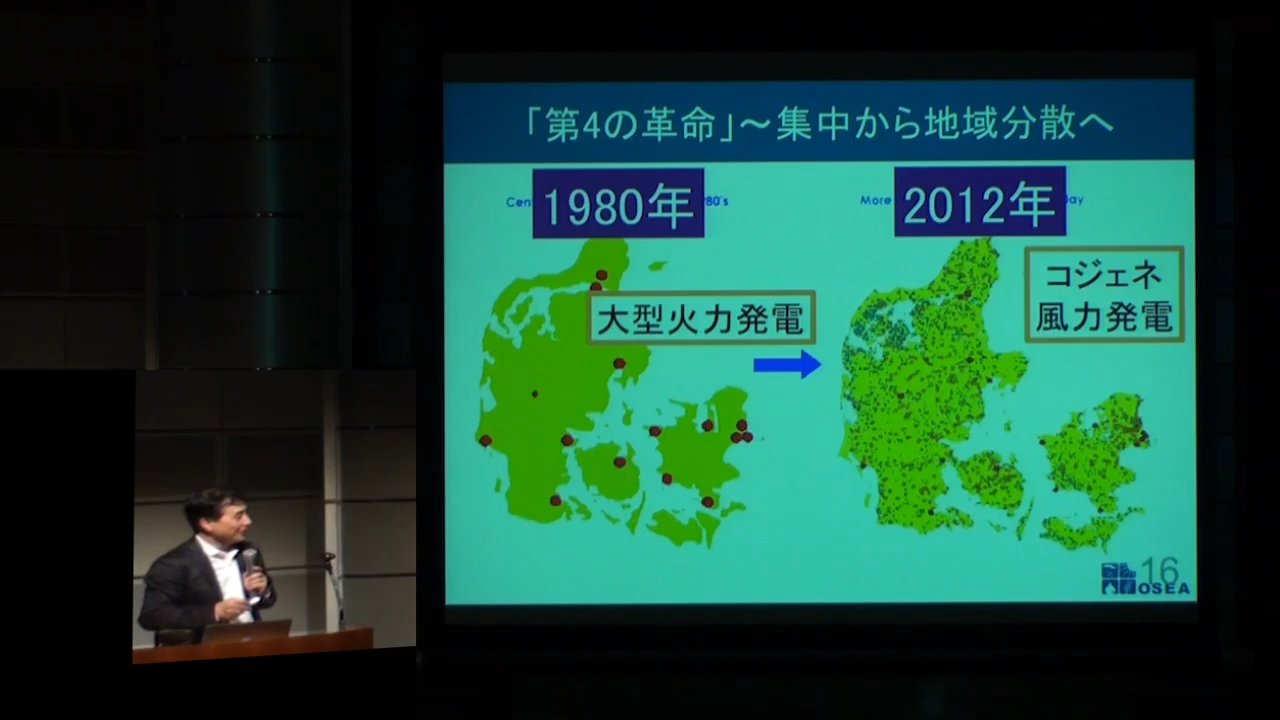 「第4の革命」～集中から地域分散へ
1980年
80's
More
2012年
大型火力発電
コジェネ
風力発電
16
OSEA